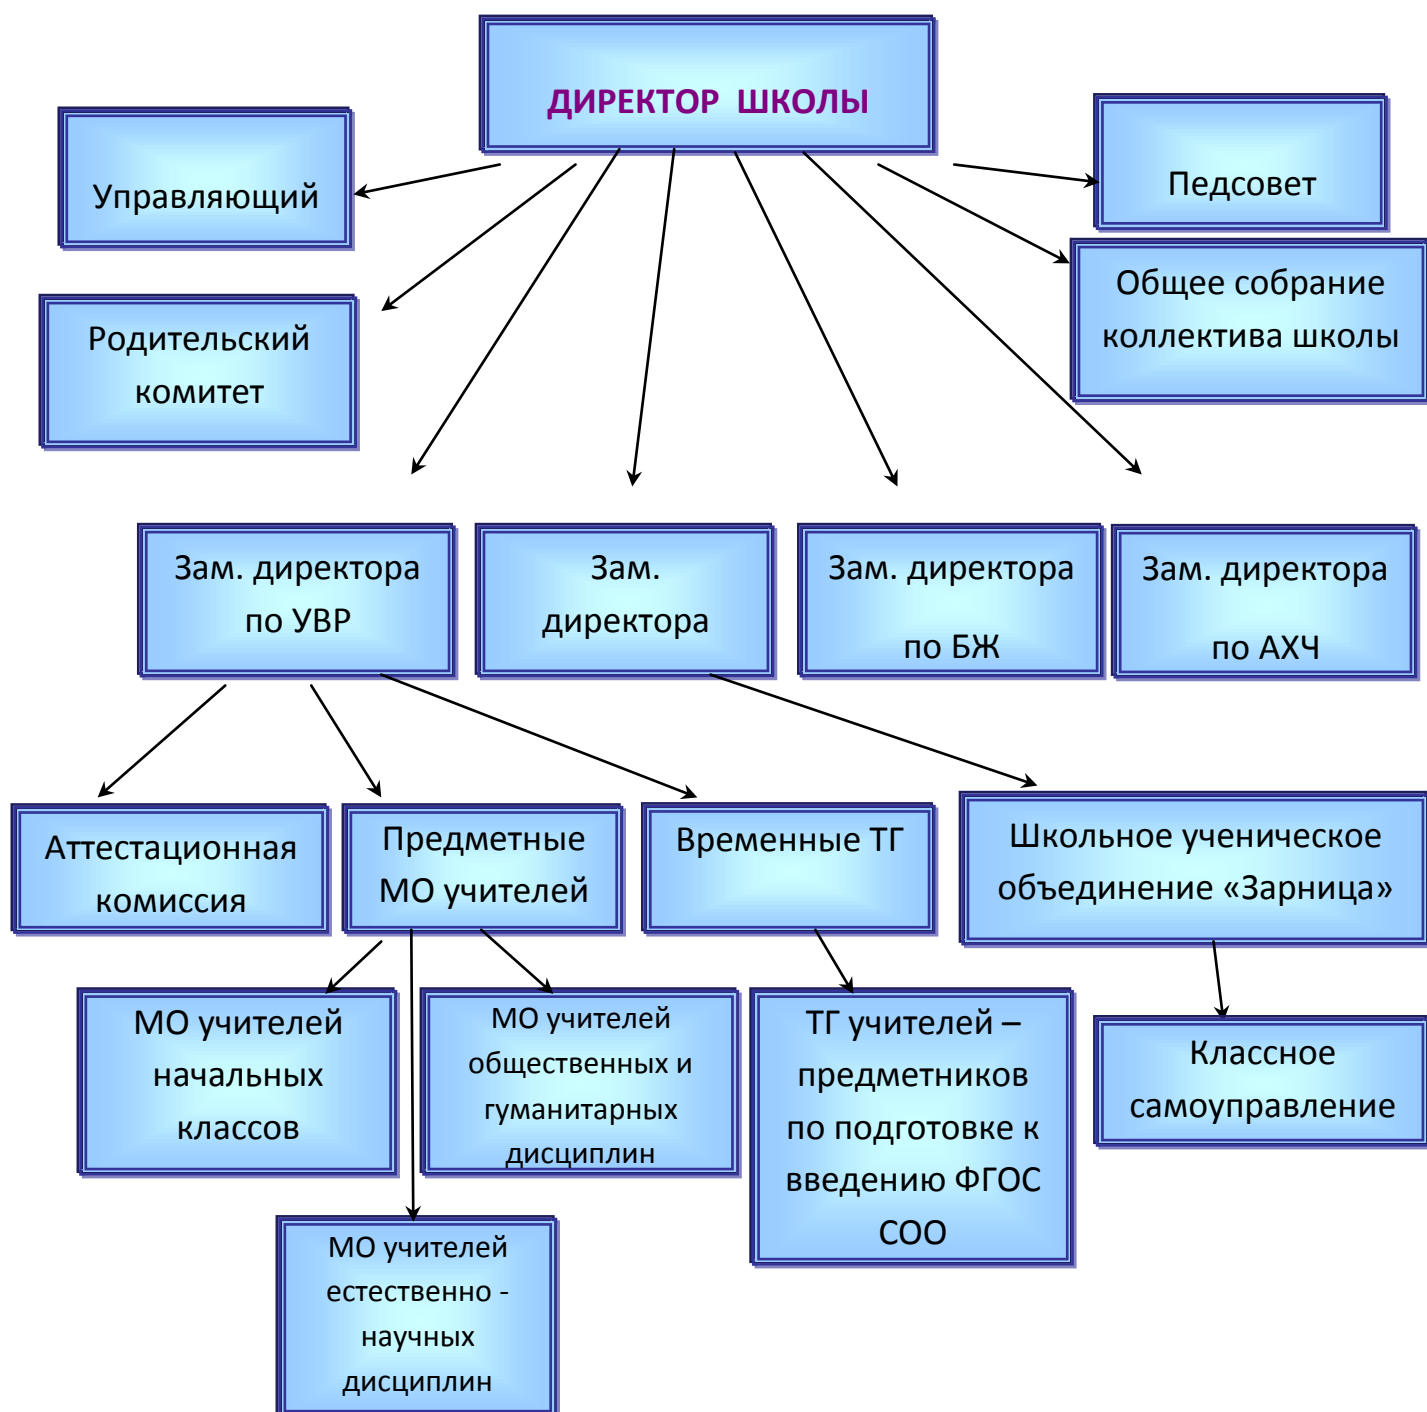 ДИРЕКТОР ШКОЛЫ
Управляющий
Педсовет
Общее собрание
коллектива школы
Родительский
комитет
Зам. директора
по УВР
Зам.
директора
Зам. директора
по БЖ
Зам. директора
по АХЧ
Аттестационная
комиссия
Предметные
МО учителей
Временные ТГ
Школьное ученическое
объединение «Зарница»
МО учителей
начальных
классов
МО учителей
общественных и
гуманитарных
дисциплин
ТГ учителей –
предметников
по подготовке к
введению ФГОС
СОО
Классное
самоуправление
МО учителей
естественно -
научных
дисциплин